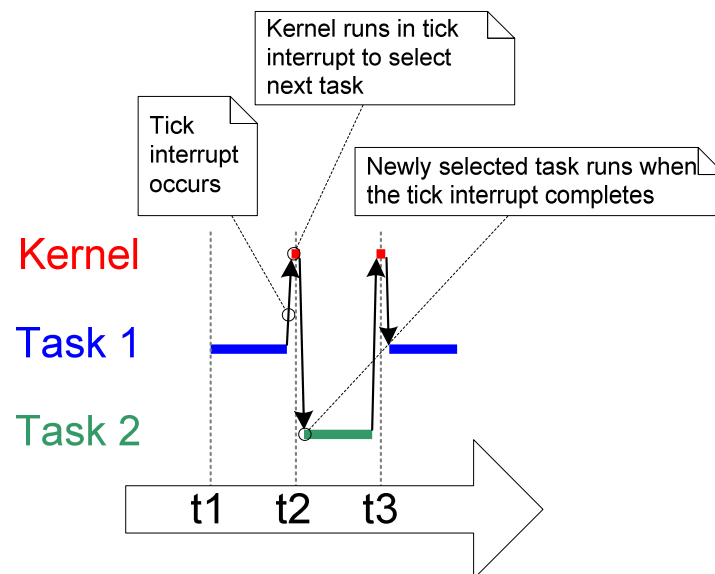 Kernel runs in tick
interrupt to select
next task
Tick
interrupt
occurs
Newly selected task runs when
the tick interrupt completes
Kernel
Task 1
Task 2
t1 t2 t3